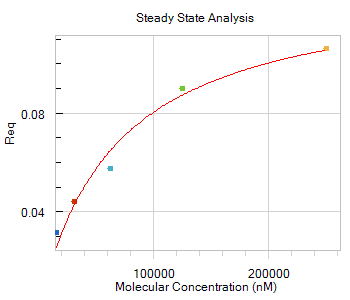 Steady State Analysis
0.08
Req
0.04
100000 200000
Molecular Concentration (nM)